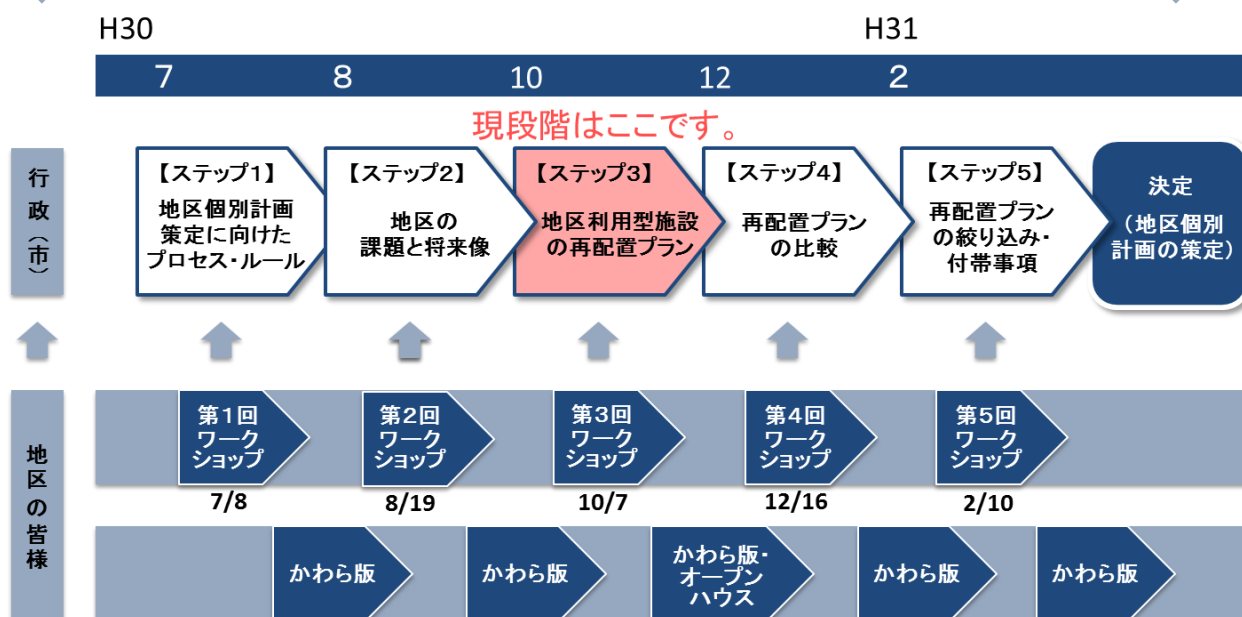 H30
H31
7
8
10
12
2
現段階はここです。
行政（市）
【ステップ1】
地区個別計画
策定に向けた
プロセス・ルール
【ステップ2】
地区の
課題と将来像
【ステップ3】
地区利用型施設
の再配置プラン
【ステップ4】
再配置プラン
の比較
【ステップ5】
再配置プラン
の絞り込み・
付帯事項
決定
（地区個別
計画の策定）
地区の皆様
第1回
ワーク
ショップ
7/8
第2回
ワーク
ショップ
8/19
第3回
ワーク
ショップ
10/7
第4回
ワーク
ショップ
12/16
第5回
ワーク
ショップ
2/10
かわら版
かわら版
かわら版・
オープン
ハウス
かわら版
かわら版